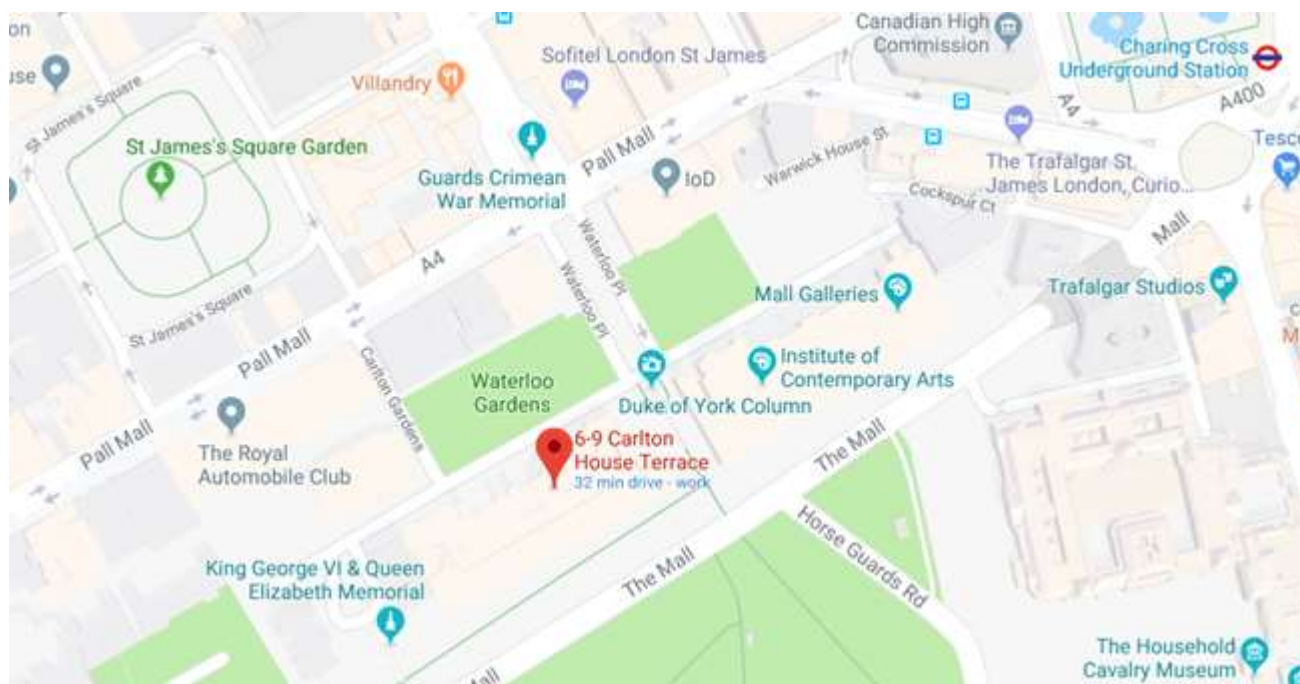 on
use
St James's Square
St James's Square Garden
St James's Square
Villandry
Sofitel London St James
Guards Crimean
War Memorial
Pall Mall
IoD
Canadian High
Commission
Charing Cross
Underground Station
A4
A400
Tesco
The Trafalgar St.
James London, Curio...
Warwick House St
Cockspur Ct
Mall
Trafalgar Studios
A4
Waterloo Pl
Waterloo Pl
Mall Galleries
Institute of
Contemporary Arts
Duke of York Column
Pall Mall
Carlton Gardens
Waterloo
Gardens
Pall Mall
The Royal
Automobile Club
6-9 Carlton
House Terrace
32 min drive - work
The Mall
The Mall
Horse Guards Rd
King George VI & Queen
Elizabeth Memorial
Mall
The Household
Cavalry Museum